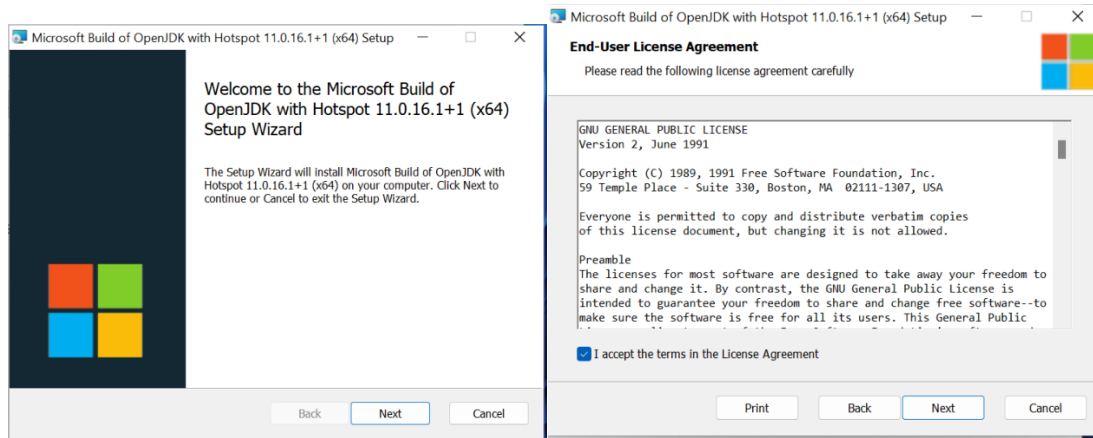 Microsoft Build of OpenJDK with Hotspot 11.0.16.1+1 (x64) Setup
Welcome to the Microsoft Build of
OpenJDK with Hotspot 11.0.16.1+1 (x64)
Setup Wizard
The Setup Wizard will install Microsoft Build of OpenJDK with
Hotspot 11.0.16.1+1 (x64) on your computer. Click Next to
continue or Cancel to exit the Setup Wizard.
Back Next Cancel
Microsoft Build of OpenJDK with Hotspot 11.0.16.1+1 (x64) Setup
End-User License Agreement
Please read the following license agreement carefully
GNU GENERAL PUBLIC LICENSE
Version 2, June 1991
Copyright (C) 1989, 1991 Free Software Foundation, Inc.
59 Temple Place - Suite 330, Boston, MA 02111-1307, USA
Everyone is permitted to copy and distribute verbatim copies
of this license document, but changing it is not allowed.
Preamble
The licenses for most software are designed to take away your freedom to
share and change it. By contrast, the GNU General Public License is
intended to guarantee your freedom to share and change free software--to
make sure the software is free for all its users. This General Public
I accept the terms in the License Agreement
Print Back Next Cancel